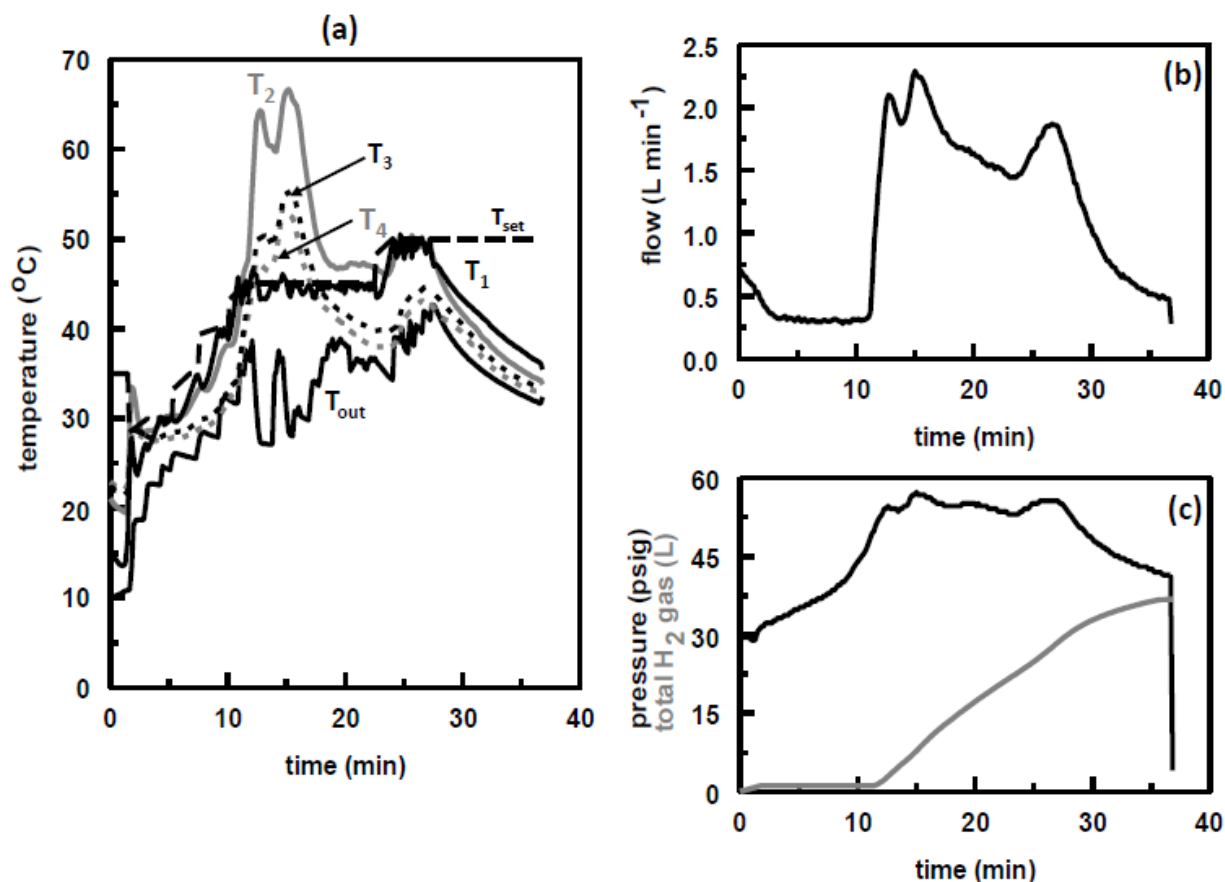 (a)
70
60
50
40
30
20
10
0
temperature (°C)
T2
T3
T4
Tset
T1
Tout
0 10 20 30 40
time (min)
(b)
2.5
2.0
1.5
1.0
0.5
0.0
flow (L min⁻¹)
0 10 20 30 40
time (min)
(c)
60
45
30
15
0
pressure (psig)
total H2 gas (L)
0 10 20 30 40
time (min)